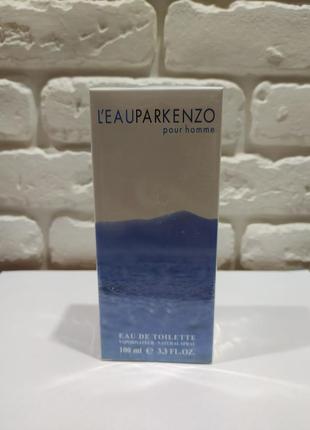 L'EAUPARKENZO
pour homme
EAU DE TOILETTE
VAPORISATEUR · NATURAL SPRAY
100 ml ℮ 3.3 FL.OZ.